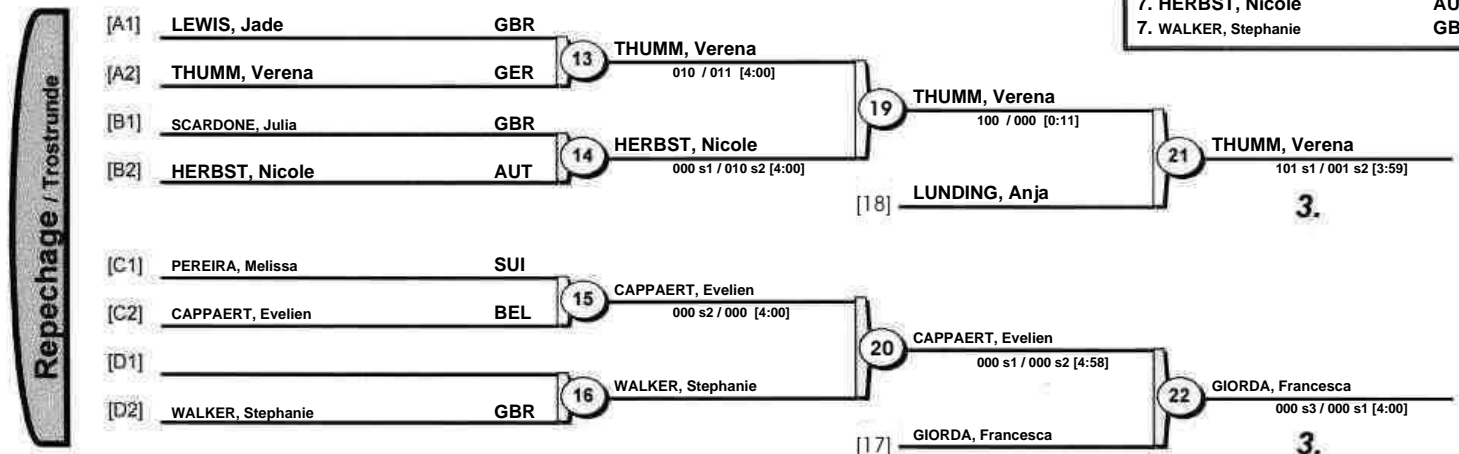 7. HERBST, Nicole AU
7. WALKER, Stephanie GB
Repechage / Trostrunde
[A1] LEWIS, Jade GBR
[A2] THUMM, Verena GER
13 THUMM, Verena
010 / 011 [4:00]
[B1] SCARDONE, Julia GBR
[B2] HERBST, Nicole AUT
14 HERBST, Nicole
000 s1 / 010 s2 [4:00]
19 THUMM, Verena
100 / 000 [0:11]
[18] LUNDING, Anja
21 THUMM, Verena
101 s1 / 001 s2 [3:59]
3.
[C1] PEREIRA, Melissa SUI
[C2] CAPPAERT, Evelien BEL
15 CAPPAERT, Evelien
000 s2 / 000 [4:00]
[D1]
[D2] WALKER, Stephanie GBR
16 WALKER, Stephanie
20 CAPPAERT, Evelien
000 s1 / 000 s2 [4:58]
[17] GIORDA, Francesca
22 GIORDA, Francesca
000 s3 / 000 s1 [4:00]
3.